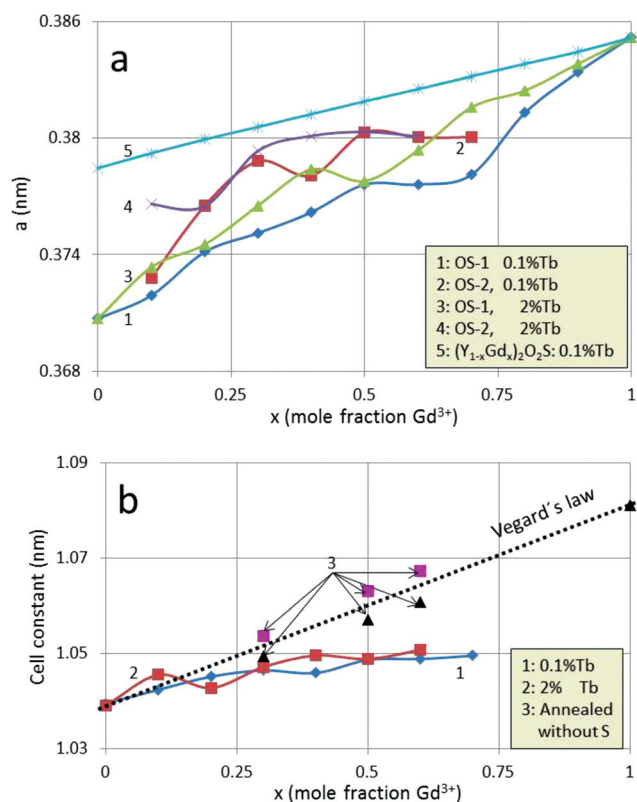 0.386
a
0.38
a (nm)
0.374
0.368
5
4
3
1
2
1: OS-1 0.1%Tb
2: OS-2, 0.1%Tb
3: OS-1, 2%Tb
4: OS-2, 2%Tb
5: (Y1-xGdx)2O2S: 0.1%Tb
0 0.25 0.5 0.75 1
x (mole fraction Gd3+)
1.09
b
Vegard´s law
1.07
Cell constant (nm)
1.05
1.03
3
2
1
1: 0.1%Tb
2: 2% Tb
3: Annealed
without S
0 0.25 0.5 0.75 1
x (mole fraction Gd3+)